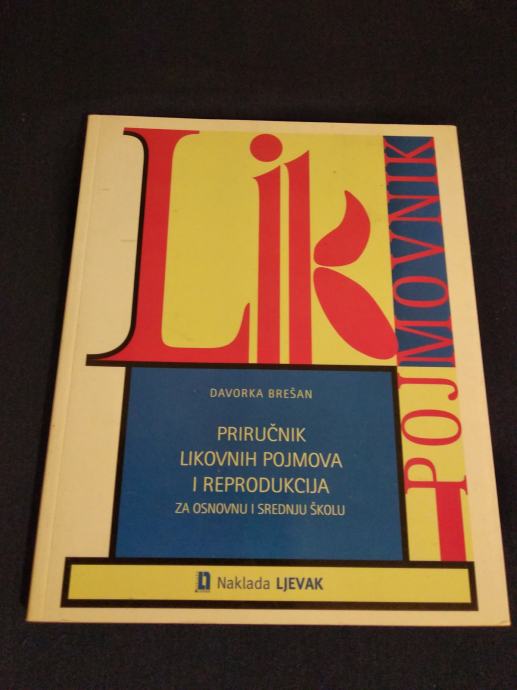 Lik
POJMOVNIK
DAVORKA BREŠAN
PRIRUČNIK
LIKOVNIH POJMOVA
I REPRODUKCIJA
ZA OSNOVNU I SREDNJU ŠKOLU
Naklada LJEVAK